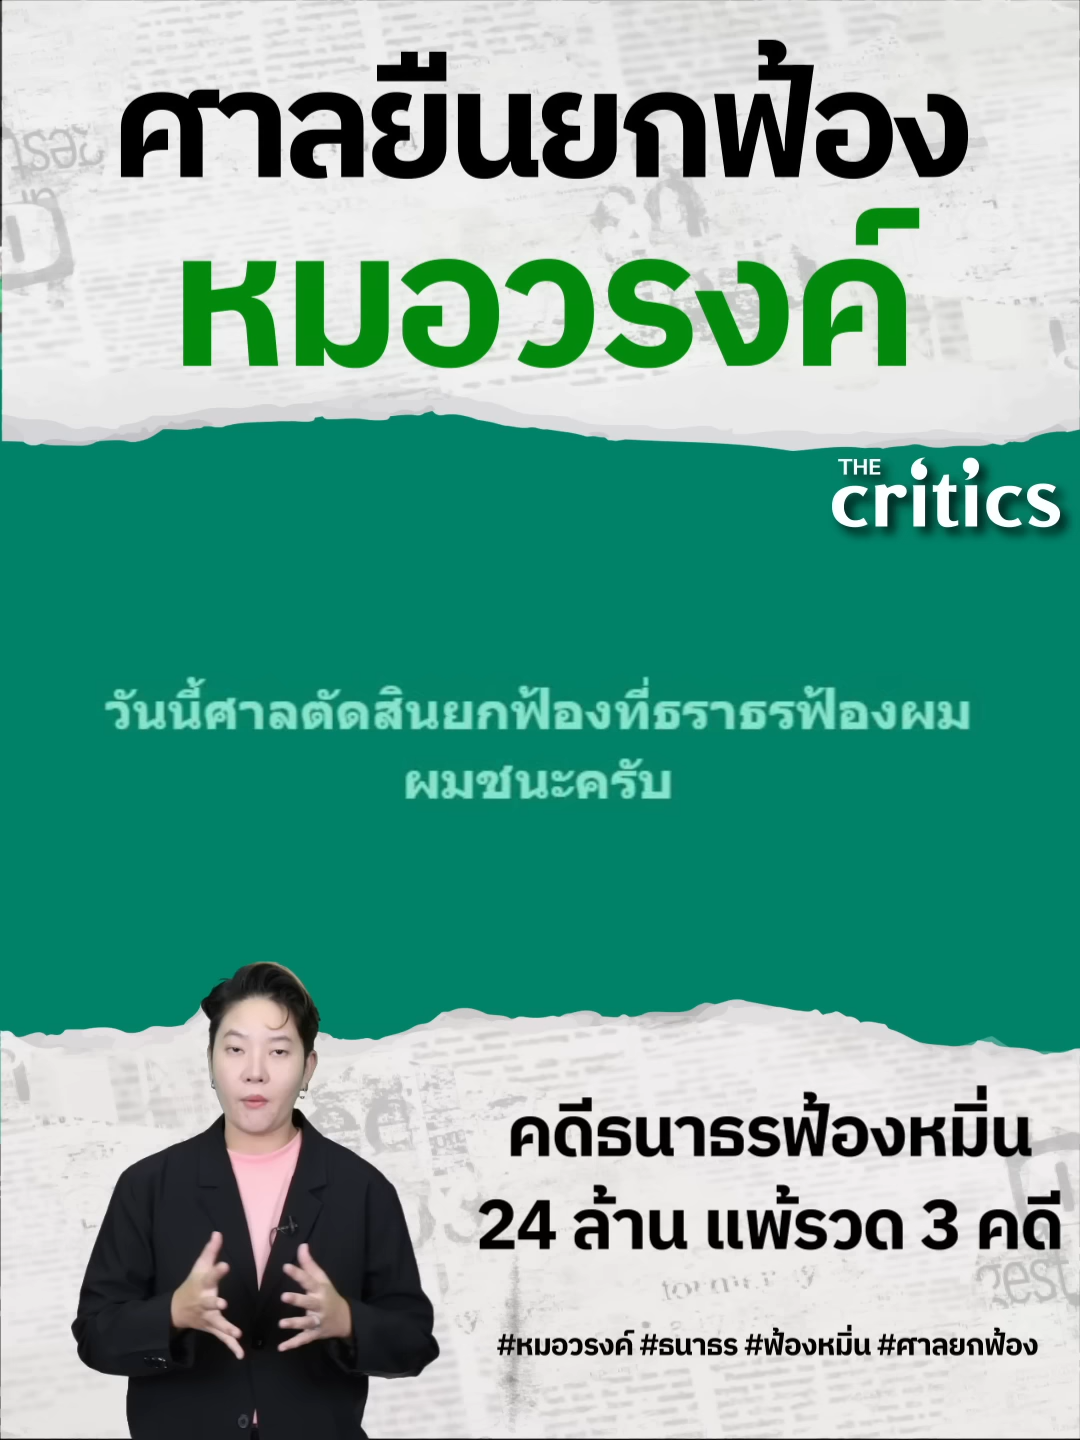 ศาลยืนยกฟ้อง
หมอวรงค์
THE
critics
วันนี้ศาลตัดสินยกฟ้องที่ธราธรฟ้องผม
ผมชนะครับ
คดีธนาธรฟ้องหมิ่น
24 ล้าน แพ้รวด 3 คดี
#หมอวรงค์ #ธนาธร #ฟ้องหมิ่น #ศาลยกฟ้อง